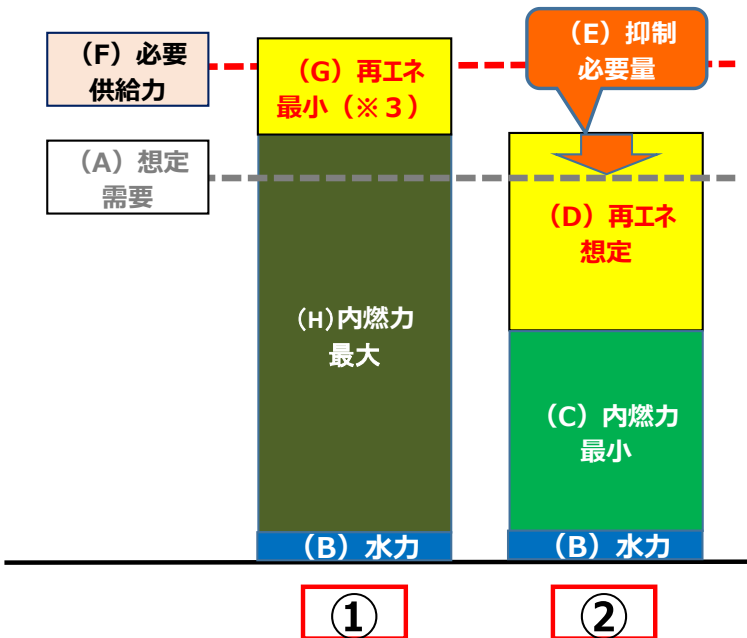 （F）必要
供給力
（A）想定
需要
（G）再エネ
最小（※３）
（H）内燃力
最大
（B）水力
①
（E）抑制
必要量
（D）再エネ
想定
（C）内燃力
最小
（B）水力
②